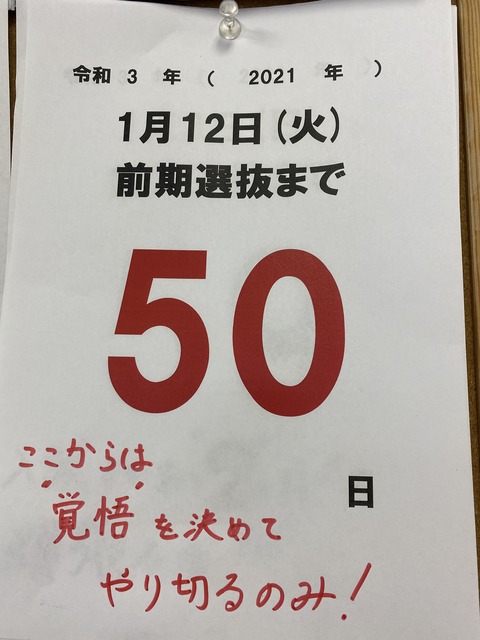 令和 3 年 ( 2021 年 )
1月12日(火)
前期選抜まで
50
日
ここからは
覚悟を決めて
やり切るのみ!